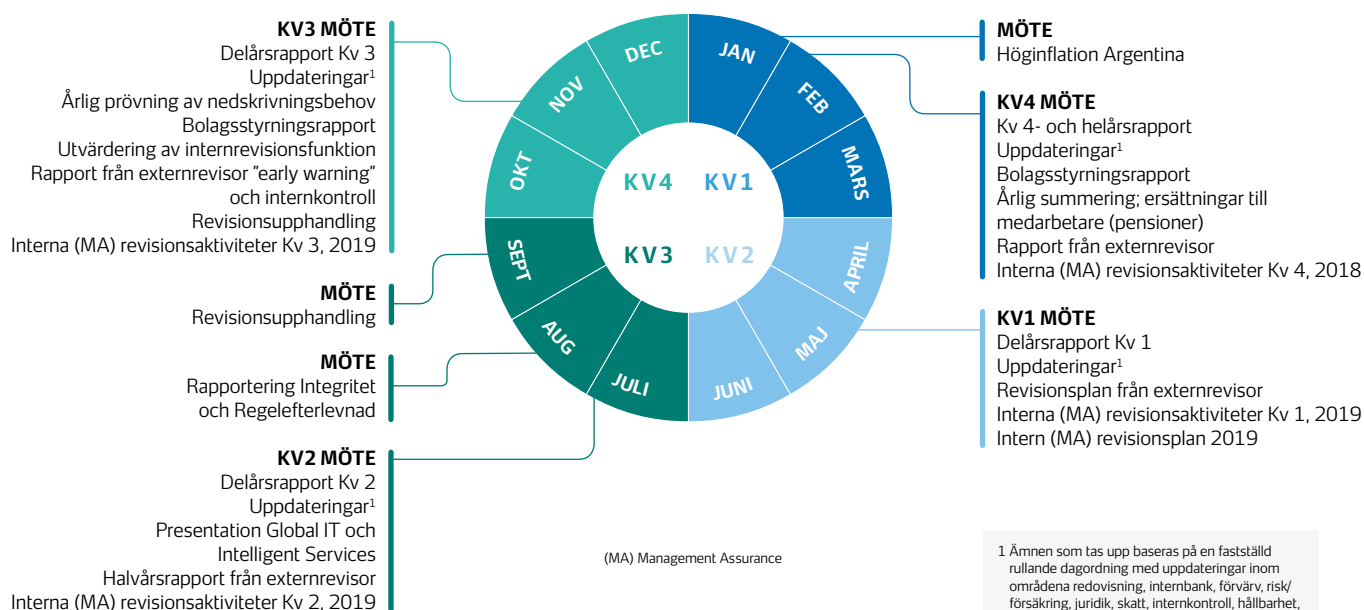 KV3 MÖTE
Delårsrapport Kv 3
Uppdateringar¹
Årlig prövning av nedskrivningsbehov
Bolagsstyrningsrapport
Utvärdering av internrevisionsfunktion
Rapport från externrevisor ”early warning”
och internkontroll
Revisionsupphandling
Interna (MA) revisionsaktiviteter Kv 3, 2019
MÖTE
Revisionsupphandling
MÖTE
Rapportering Integritet
och Regelefterlevnad
KV2 MÖTE
Delårsrapport Kv 2
Uppdateringar¹
Presentation Global IT och
Intelligent Services
Halvårsrapport från externrevisor
Interna (MA) revisionsaktiviteter Kv 2, 2019
JAN
FEB
MARS
APRIL
MAJ
JUNI
JULI
AUG
SEPT
OKT
NOV
DEC
KV4
KV1
KV3
KV2
(MA) Management Assurance
MÖTE
Höginflation Argentina
KV4 MÖTE
Kv 4- och helårsrapport
Uppdateringar¹
Bolagsstyrningsrapport
Årlig summering; ersättningar till
medarbetare (pensioner)
Rapport från externrevisor
Interna (MA) revisionsaktiviteter Kv 4, 2018
KV1 MÖTE
Delårsrapport Kv 1
Uppdateringar¹
Revisionsplan från externrevisor
Interna (MA) revisionsaktiviteter Kv 1, 2019
Intern (MA) revisionsplan 2019
1 Ämnen som tas upp baseras på en fastställd
rullande dagordning med uppdateringar inom
områdena redovisning, internbank, förvärv, risk/
försäkring, juridik, skatt, internkontroll, hållbarhet,